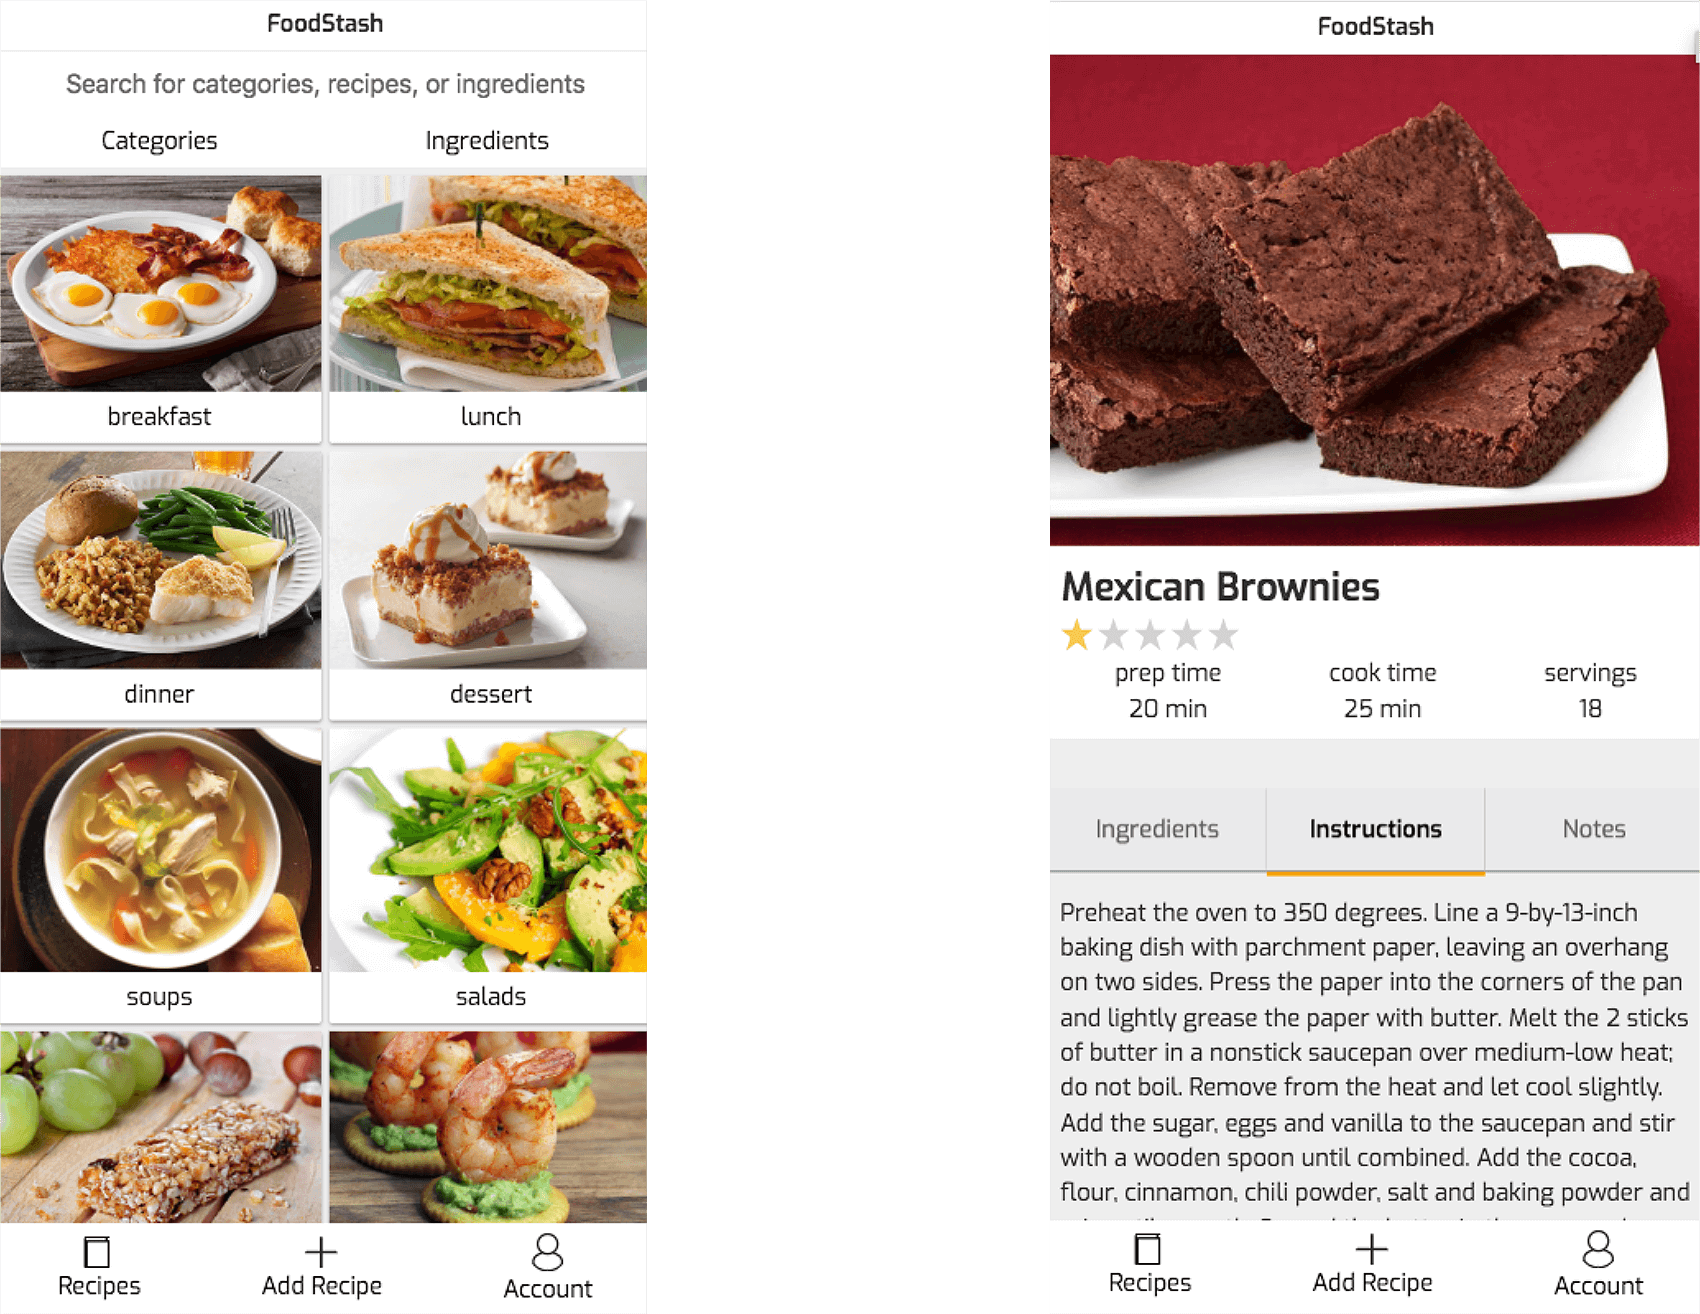 FoodStash
Search for categories, recipes, or ingredients
Categories
Ingredients
breakfast
lunch
dinner
dessert
soups
salads
Recipes
Add Recipe
Account
FoodStash
Mexican Brownies
prep time
cook time
servings
20 min
25 min
18
Ingredients
Instructions
Notes
Preheat the oven to 350 degrees. Line a 9-by-13-inch
baking dish with parchment paper, leaving an overhang
on two sides. Press the paper into the corners of the pan
and lightly grease the paper with butter. Melt the 2 sticks
of butter in a nonstick saucepan over medium-low heat;
do not boil. Remove from the heat and let cool slightly.
Add the sugar, eggs and vanilla to the saucepan and stir
with a wooden spoon until combined. Add the cocoa,
flour, cinnamon, chili powder, salt and baking powder and
Recipes
Add Recipe
Account